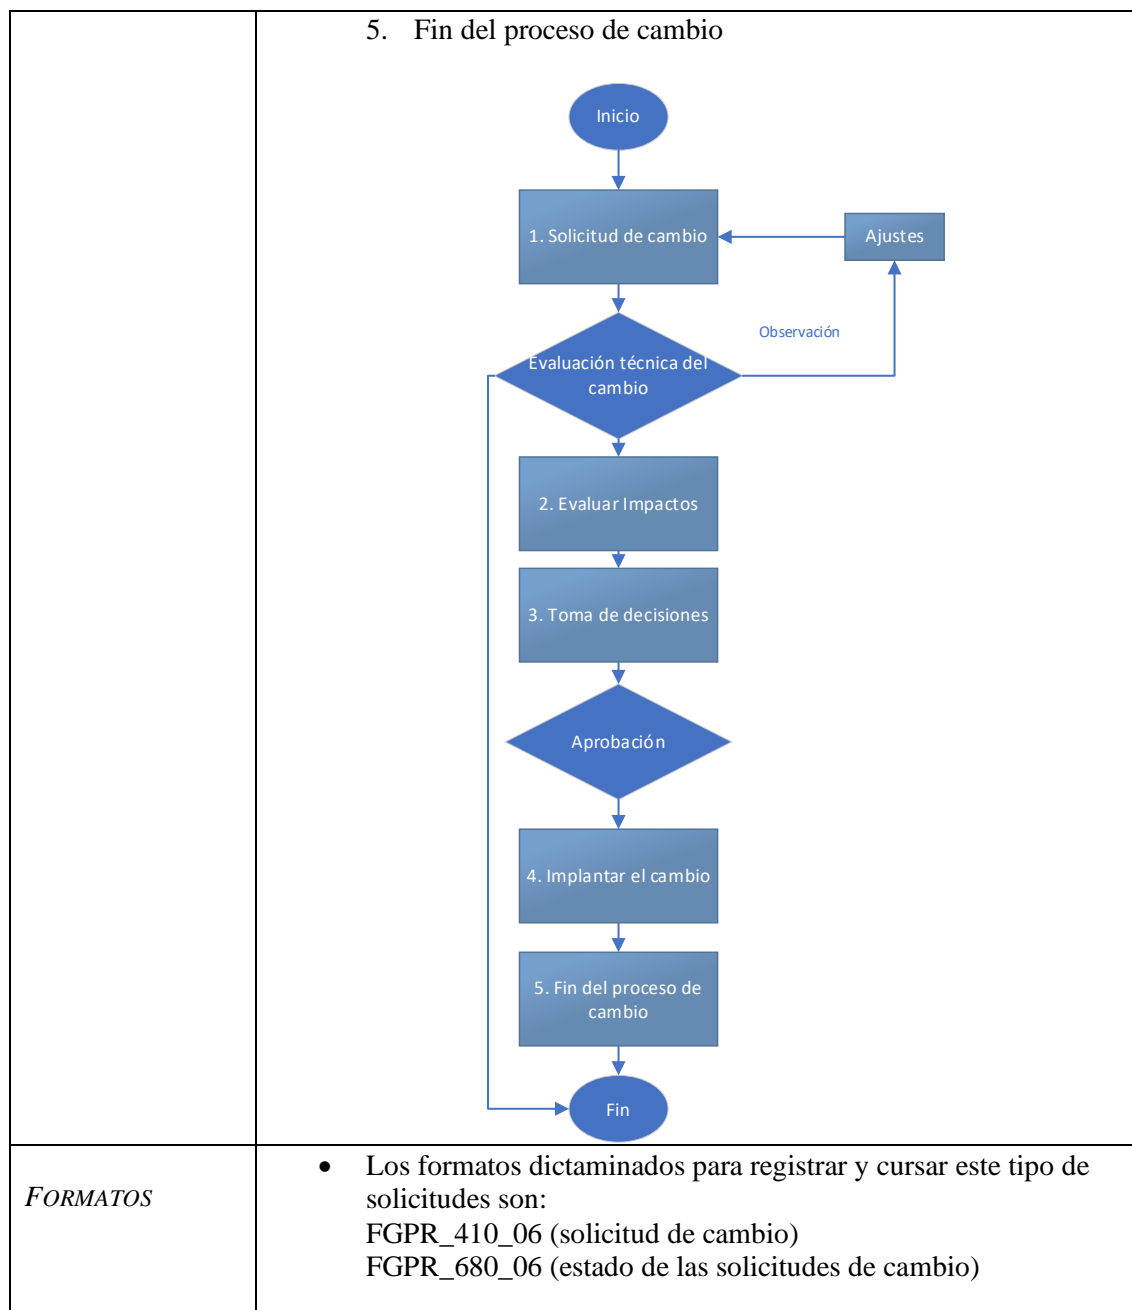 5. Fin del proceso de cambio
Inicio
1. Solicitud de cambio
Ajustes
Observación
Evaluación técnica del
cambio
2. Evaluar Impactos
3. Toma de decisiones
Aprobación
4. Implantar el cambio
5. Fin del proceso de
cambio
Fin
FORMATOS
• Los formatos dictaminados para registrar y cursar este tipo de
solicitudes son:
FGPR_410_06 (solicitud de cambio)
FGPR_680_06 (estado de las solicitudes de cambio)